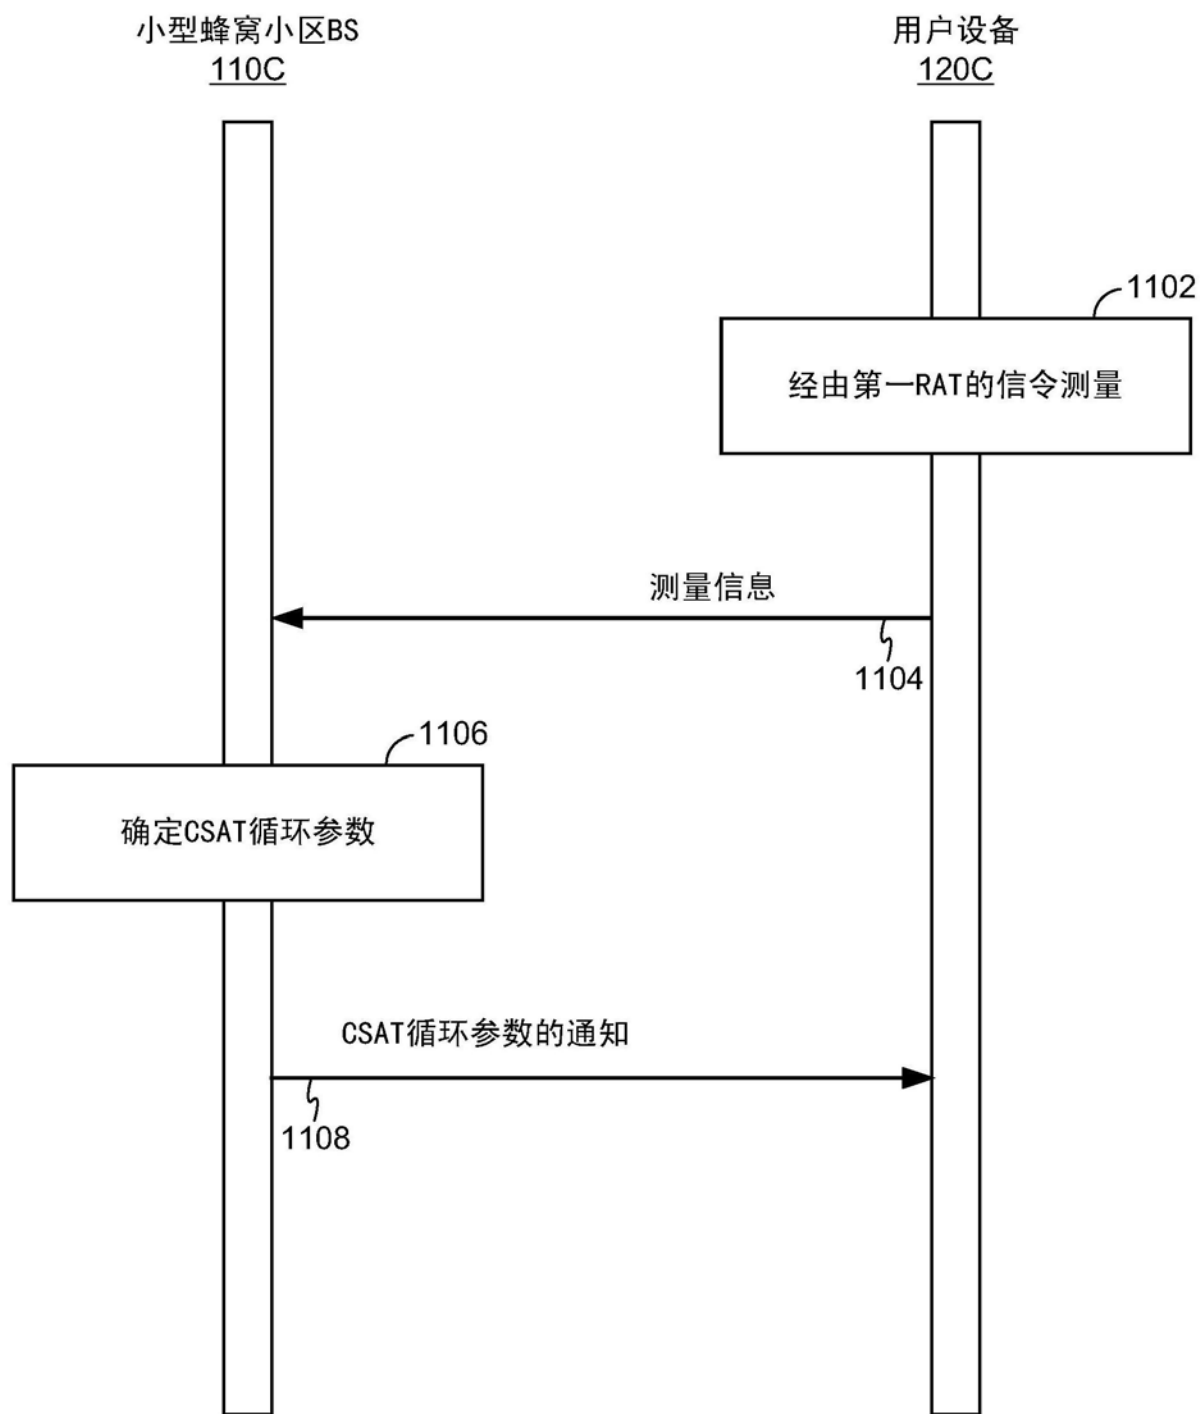 小型蜂窝小区BS
110C
用户设备
120C
1102
经由第一RAT的信令测量
测量信息
1104
1106
确定CSAT循环参数
CSAT循环参数的通知
1108